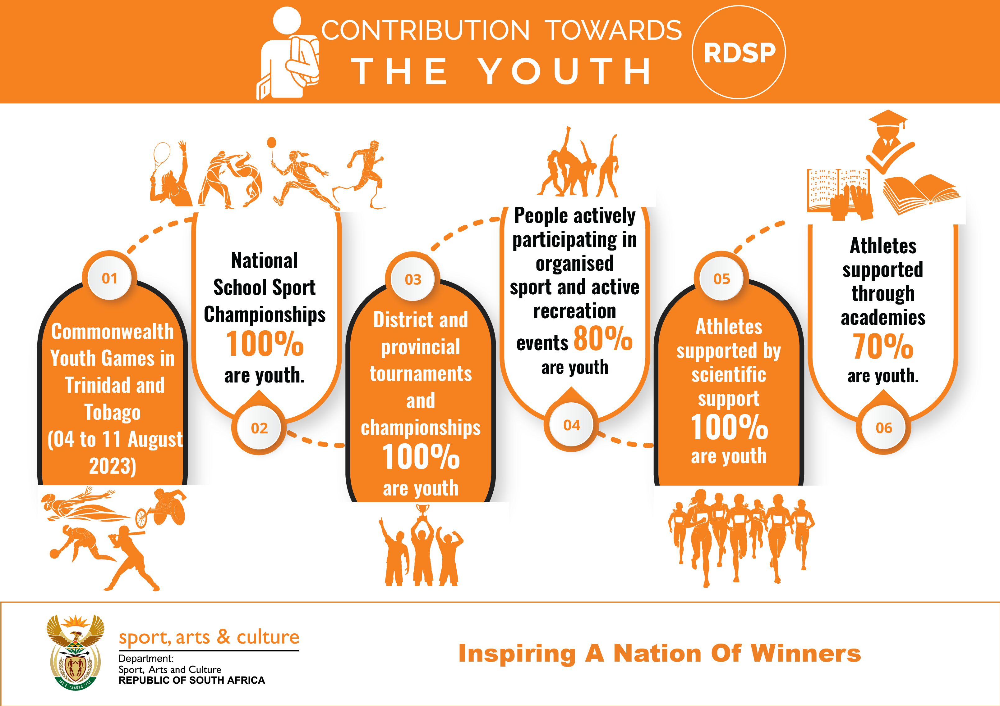 CONTRIBUTION TOWARDS
THE YOUTH
RDSP
01
Commonwealth
Youth Games in
Trinidad and
Tobago
(04 to 11 August
2023)
National
School Sport
Championships
100%
are youth.
02
03
District and
provincial
tournaments
and
championships
100%
are youth
People actively
participating in
organised
sport and active
recreation
events 80%
are youth
04
05
Athletes
supported by
scientific
support
100%
are youth
Athletes
supported
through
academies
70%
are youth.
06
sport, arts & culture
Department:
Sport, Arts and Culture
REPUBLIC OF SOUTH AFRICA
!KE E: /XARRA //KE
Inspiring A Nation Of Winners